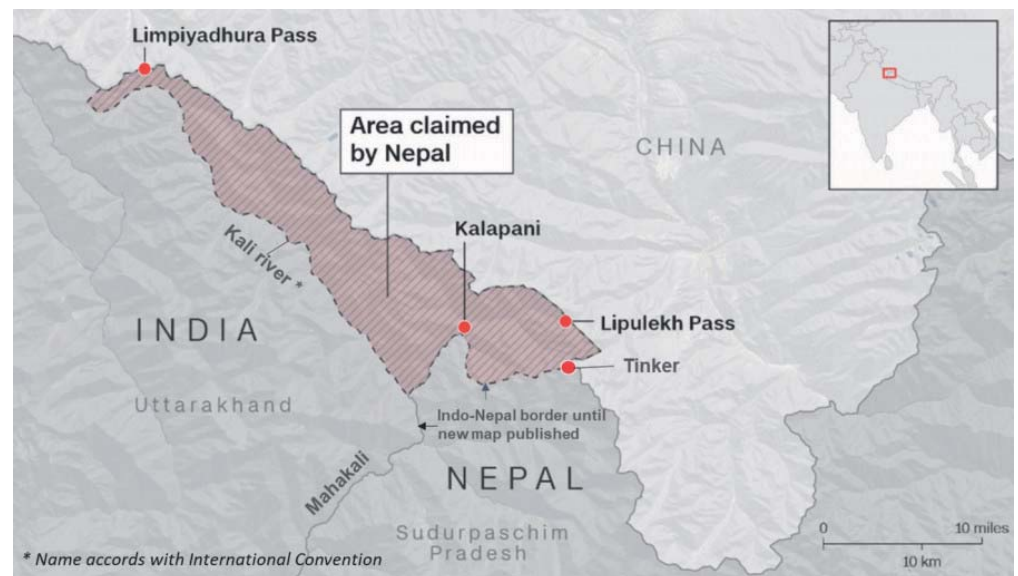 Limpiyadhura Pass
Area claimed
by Nepal
CHINA
Kalapani
Kali river *
INDIA
Lipulekh Pass
Tinker
Uttarakhand
Indo-Nepal border until
new map published
Mahakali
NEPAL
Sudurpaschim
Pradesh
0 10 miles
10 km
* Name accords with International Convention